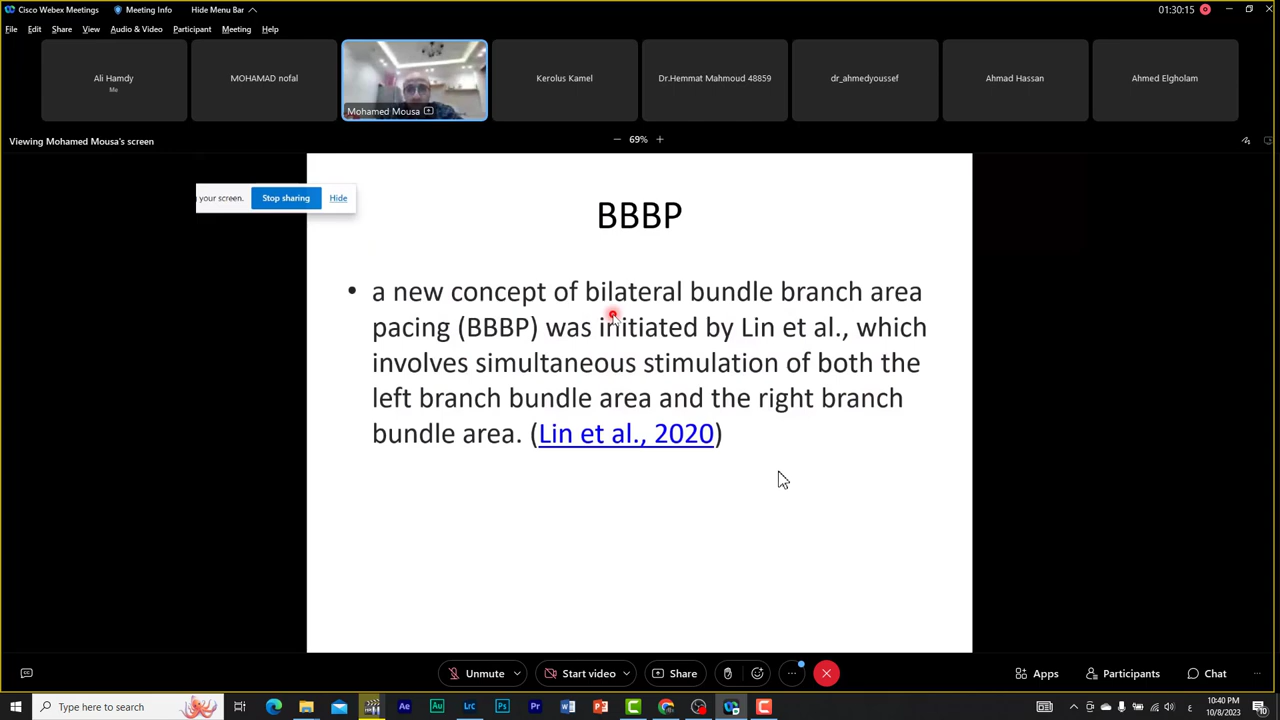 Cisco Webex Meetings Meeting Info Hide Menu Bar 01:30:15
File Edit Share View Audio & Video Participant Meeting Help
Ali Hamdy
Me
MOHAMAD nofal
Mohamed Mousa
Kerolus Kamel
Dr.Hemmat Mahmoud 48859
dr_ahmedyoussef
Ahmad Hassan
Ahmed Elgholam
Viewing Mohamed Mousa's screen
69%
your screen. Stop sharing Hide
BBBP
• a new concept of bilateral bundle branch area
pacing (BBBP) was initiated by Lin et al., which
involves simultaneous stimulation of both the
left branch bundle area and the right branch
bundle area. (Lin et al., 2020)
Unmute Start video Share Apps Participants Chat
Type here to search Ae Au Lrc Ps Pr 10:40 PM
10/8/2023